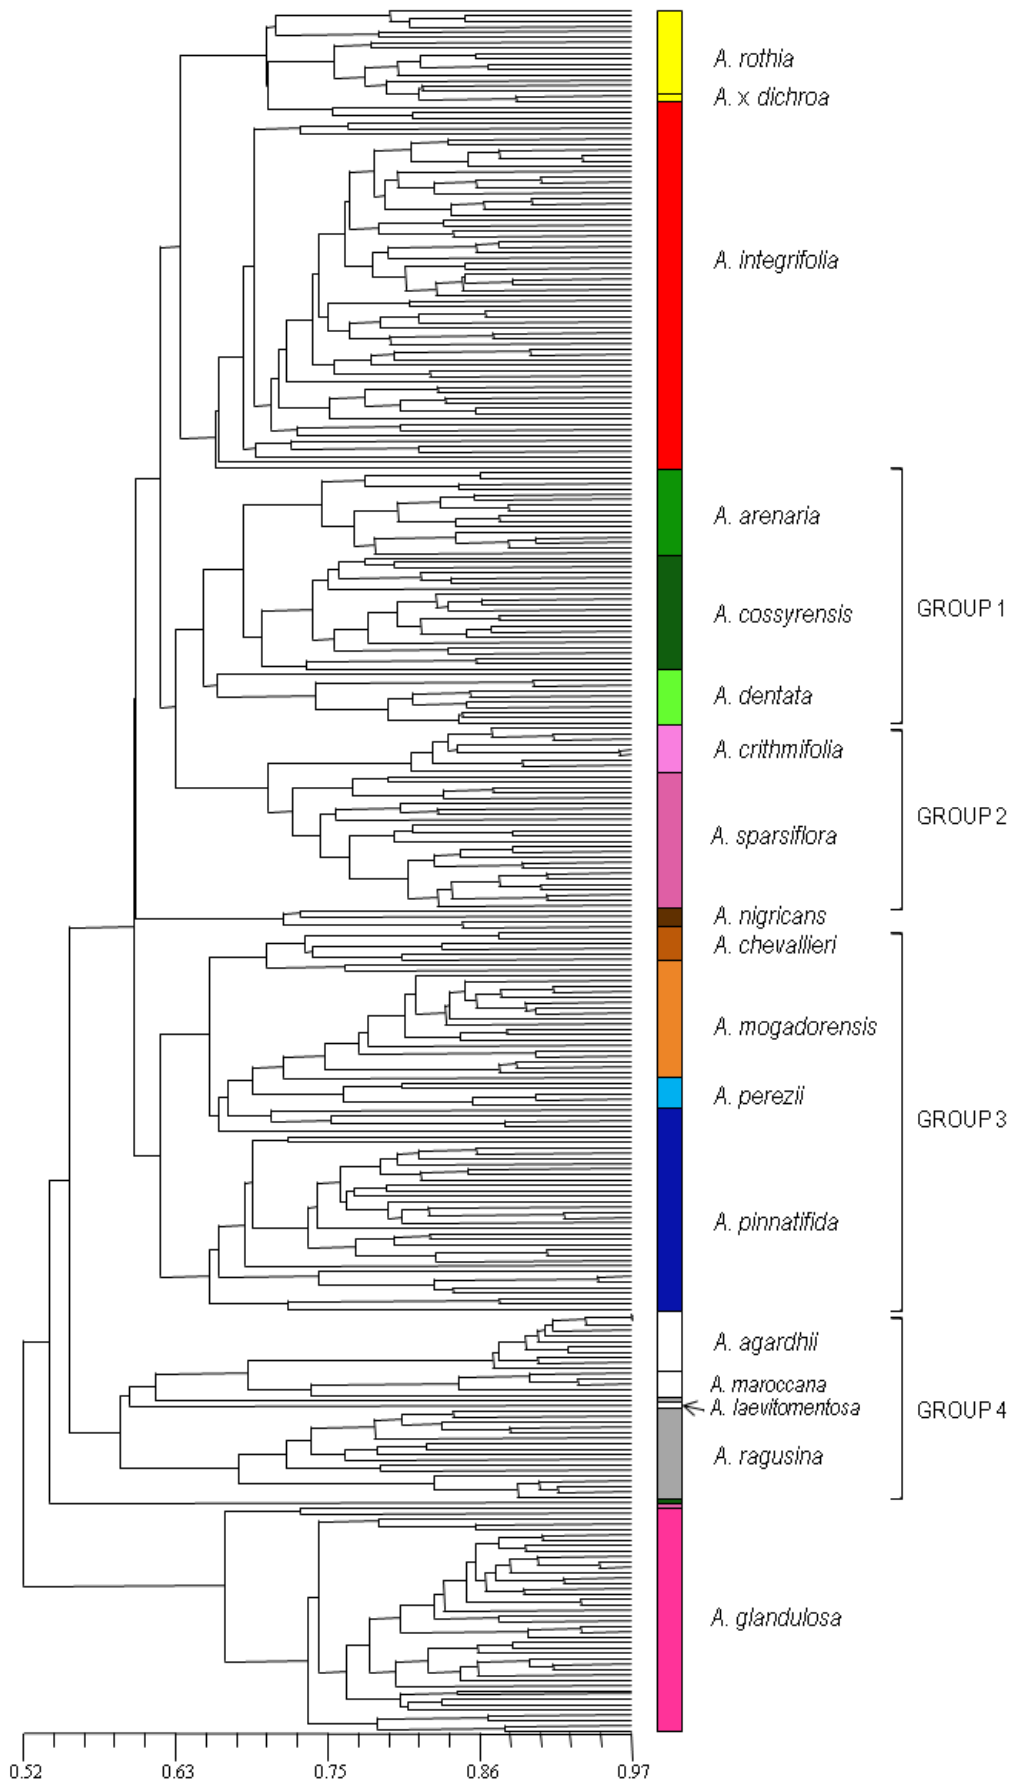 A. rothia
A. x dichroa
A. integrifolia
A. arenaria
A. cossyrensis
GROUP 1
A. dentata
A. crithmifolia
GROUP 2
A. sparsiflora
A. nigricans
A. chevallieri
A. mogadorensis
A. perezii
GROUP 3
A. pinnatifida
A. agardhii
A. maroccana
A. laevitomentosa
GROUP 4
A. ragusina
A. glandulosa
0.52 0.63 0.75 0.86 0.97